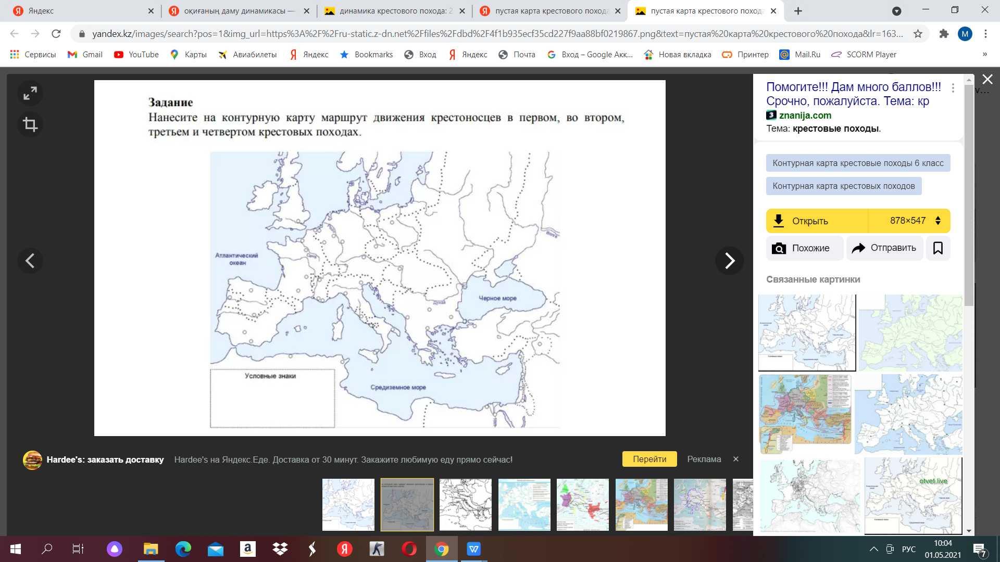 Яндекс
оқиғаның даму динамикасы —
динамика крестового похода: 2
пустая карта крестового похода
пустая карта крестового похода
yandex.kz/images/search?pos=1&img_url=https%3A%2F%2Fru-static.z-dn.net%2Ffiles%2Fdbd%2F4f1b935ecf35cd227f9aa88bf0219867.png&text=пустая%20карта%20крестового%20похода&lr=163...
M
Сервисы
Gmail
YouTube
Карты
Авиабилеты
Яндекс
Bookmarks
Вход
Яндекс
Почта
Вход – Google Акк...
Новая вкладка
Принтер
Mail.Ru
SCORM Player
»
Задание
Нанесите на контурную карту маршрут движения крестоносцев в первом, во втором,
третьем и четвертом крестовых походах.
Атлантический
океан
Сена
Волга
Черное море
Дунай
Условные знаки
Средиземное море
Нил
Помогите!!! Дам много баллов!!!
Срочно, пожалуйста. Тема: кр
znanija.com
Тема: крестовые походы.
Контурная карта крестовые походы 6 класс
Контурная карта крестовых походов
Открыть
878×547
Похожие
Отправить
Связанные картинки
otvet.live
Hardee's: заказать доставку
Hardee's на Яндекс.Еде. Доставка от 30 минут. Закажите любимую еду прямо сейчас!
Перейти
Реклама
РУС
10:04
01.05.2021
7